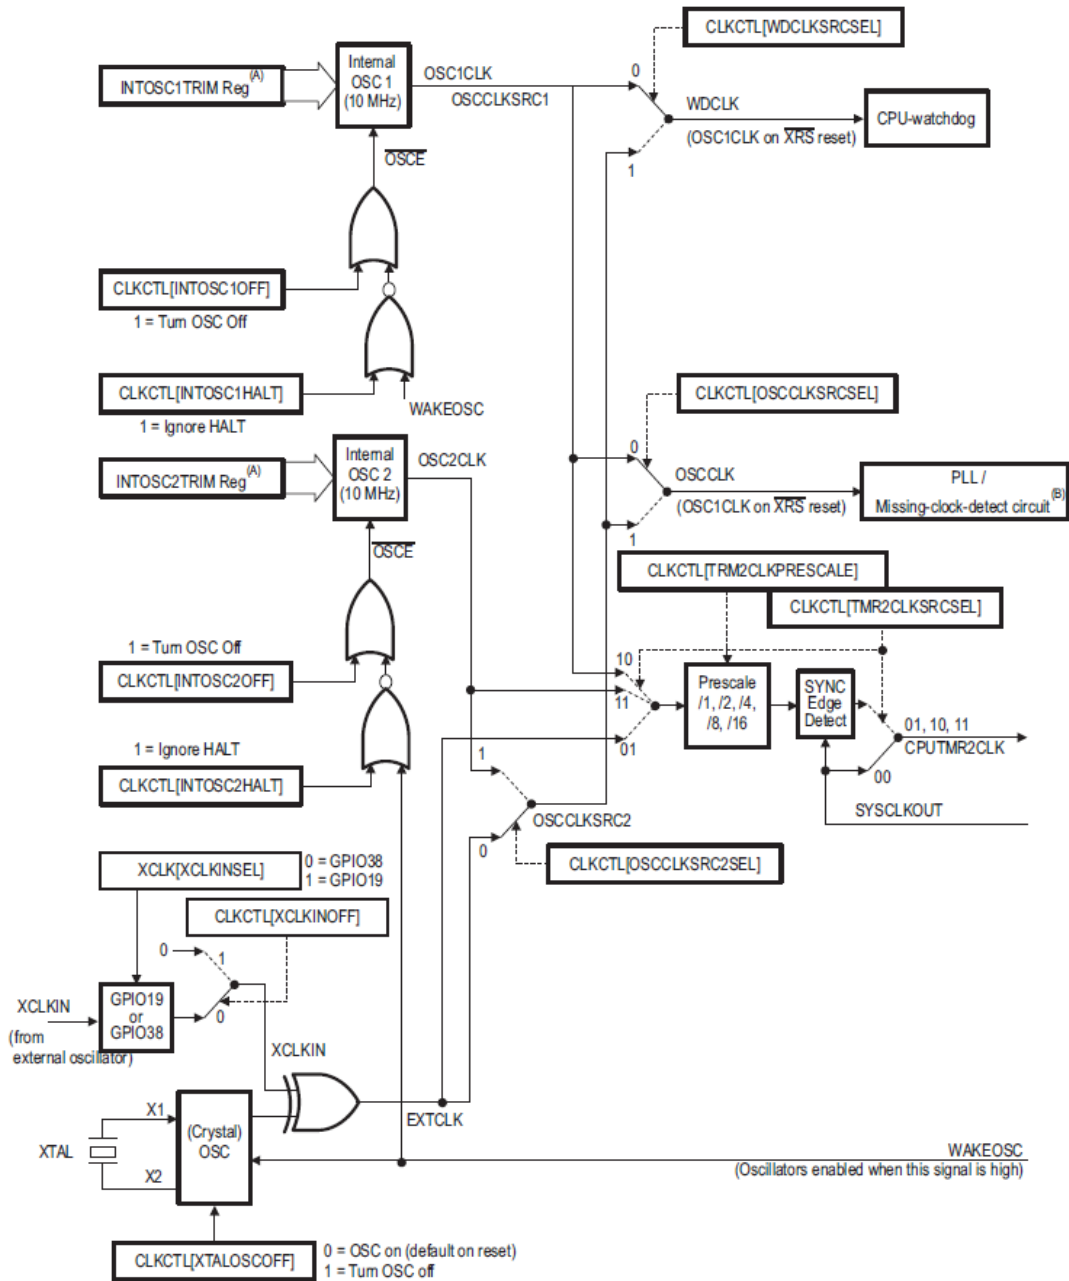 CLKCTL[WDCLKSRCSEL]
Internal
OSC 1
(10 MHz)
INTOSC1TRIM Reg(A)
OSC1CLK
OSCCLKSRC1
0
WDCLK
CPU-watchdog
(OSC1CLK on XRS reset)
OSCE
1
CLKCTL[INTOSC1OFF]
1 = Turn OSC Off
CLKCTL[INTOSC1HALT]
WAKEOSC
1 = Ignore HALT
CLKCTL[OSCCLKSRCSEL]
Internal
OSC 2
(10 MHz)
INTOSC2TRIM Reg(A)
OSC2CLK
0
OSCCLK
PLL /
Missing-clock-detect circuit(B)
(OSC1CLK on XRS reset)
1
OSCE
CLKCTL[TRM2CLKPRESCALE]
CLKCTL[TMR2CLKSRCSEL]
1 = Turn OSC Off
CLKCTL[INTOSC2OFF]
10
11
01
Prescale
/1, /2, /4,
/8, /16
SYNC
Edge
Detect
01, 10, 11
CPUTMR2CLK
00
SYSCLKOUT
1 = Ignore HALT
CLKCTL[INTOSC2HALT]
1
OSCCLKSRC2
0
CLKCTL[OSCCLKSRC2SEL]
XCLK[XCLKINSEL]
0 = GPIO38
1 = GPIO19
CLKCTL[XCLKINOFF]
0
1
0
XCLKIN
(from
external oscillator)
GPIO19
or
GPIO38
XCLKIN
EXTCLK
XTAL
X1
X2
(Crystal)
OSC
WAKEOSC
(Oscillators enabled when this signal is high)
CLKCTL[XTALOSCOFF]
0 = OSC on (default on reset)
1 = Turn OSC off